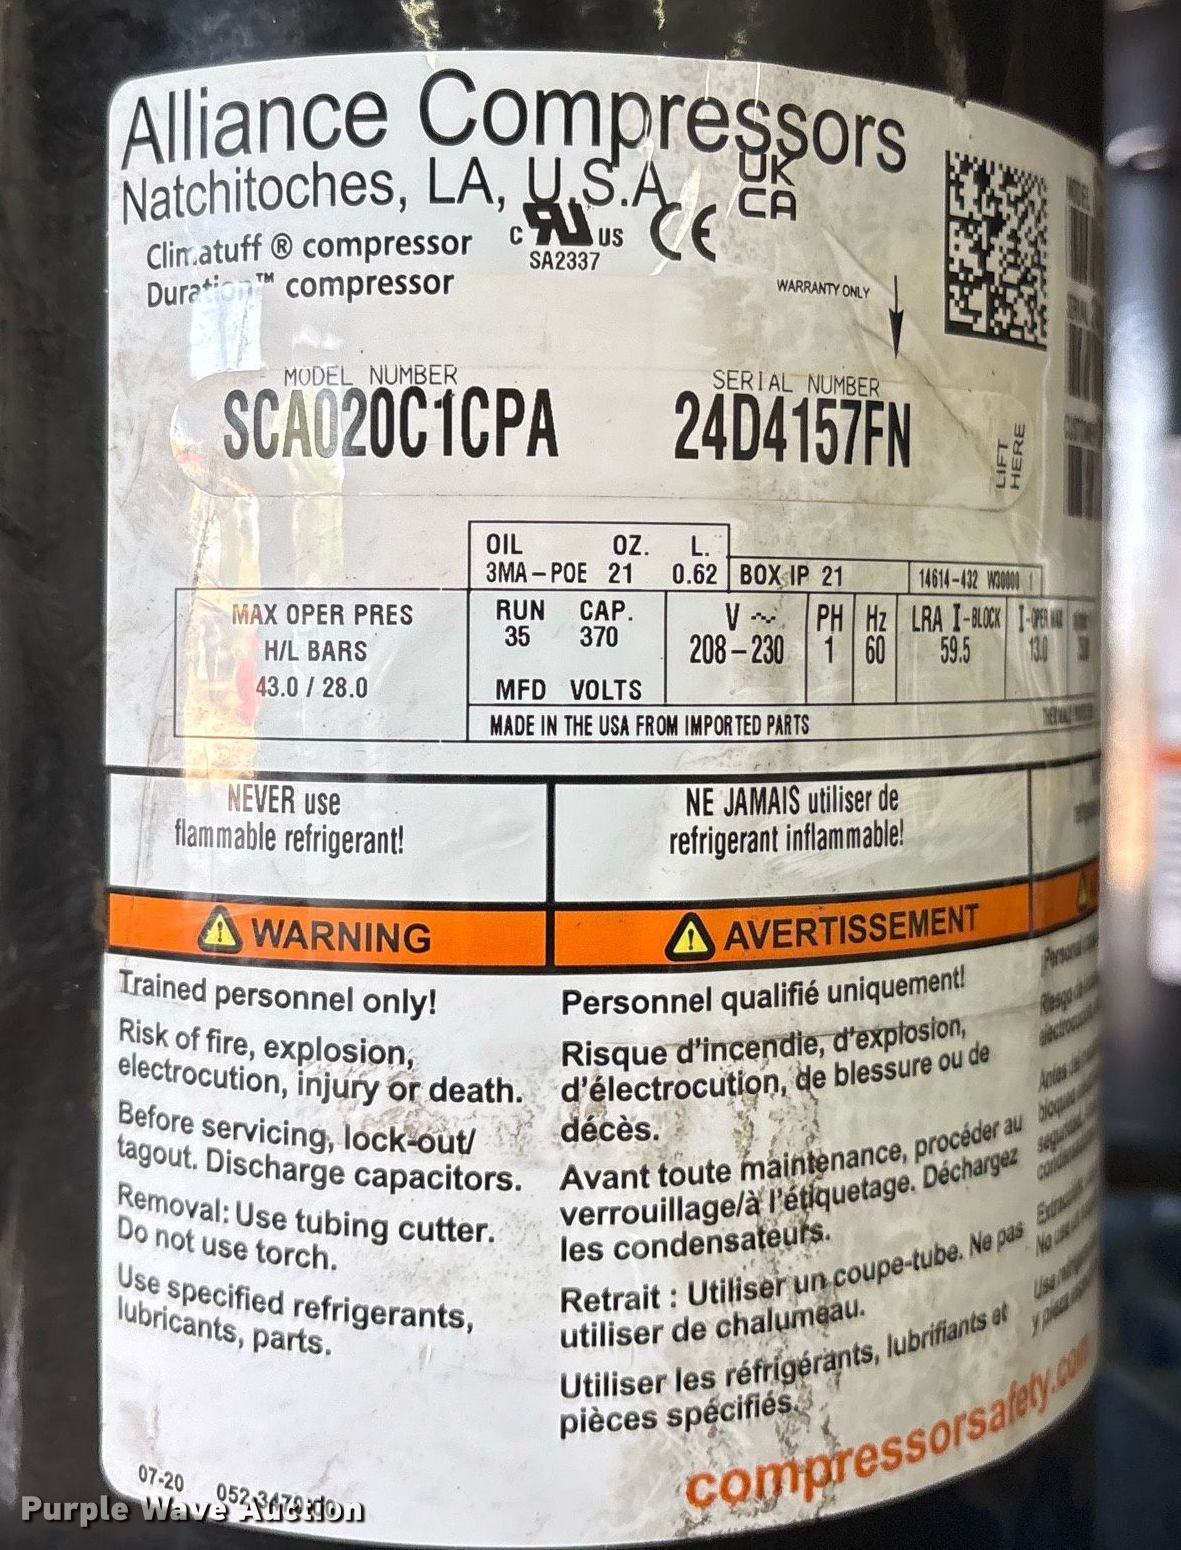 Alliance Compressors
Natchitoches, LA, U.S.A.
UK
CA
Climatuff ® compressor
Duration™ compressor
C UL US
SA2337
CE
WARRANTY ONLY
MODEL NUMBER
SCA020C1CPA
SERIAL NUMBER
24D4157FN
LIFT
HERE
OIL OZ. L.
3MA-POE 21 0.62
BOX IP 21
14614-432 W30000 1
MAX OPER PRES
H/L BARS
43.0 / 28.0
RUN CAP.
35 370
MFD VOLTS
V ~ PH Hz LRA I-BLOCK I-OPER MAX
208-230 1 60 59.5 13.0
MADE IN THE USA FROM IMPORTED PARTS
NEVER use
flammable refrigerant!
NE JAMAIS utiliser de
refrigerant inflammable!
WARNING
AVERTISSEMENT
Trained personnel only!
Risk of fire, explosion,
electrocution, injury or death.
Before servicing, lock-out/
tagout. Discharge capacitors.
Removal: Use tubing cutter.
Do not use torch.
Use specified refrigerants,
lubricants, parts.
Personnel qualifié uniquement!
Risque d'incendie, d'explosion,
d'électrocution, de blessure ou de
décès.
Avant toute maintenance, procéder au
verrouillage/à l'étiquetage. Déchargez
les condensateurs.
Retrait : Utiliser un coupe-tube. Ne pas
utiliser de chalumeau.
Utiliser les réfrigérants, lubrifiants et
pièces spécifiés.
compressorsafety.com
07-20
Purple Wave Auction